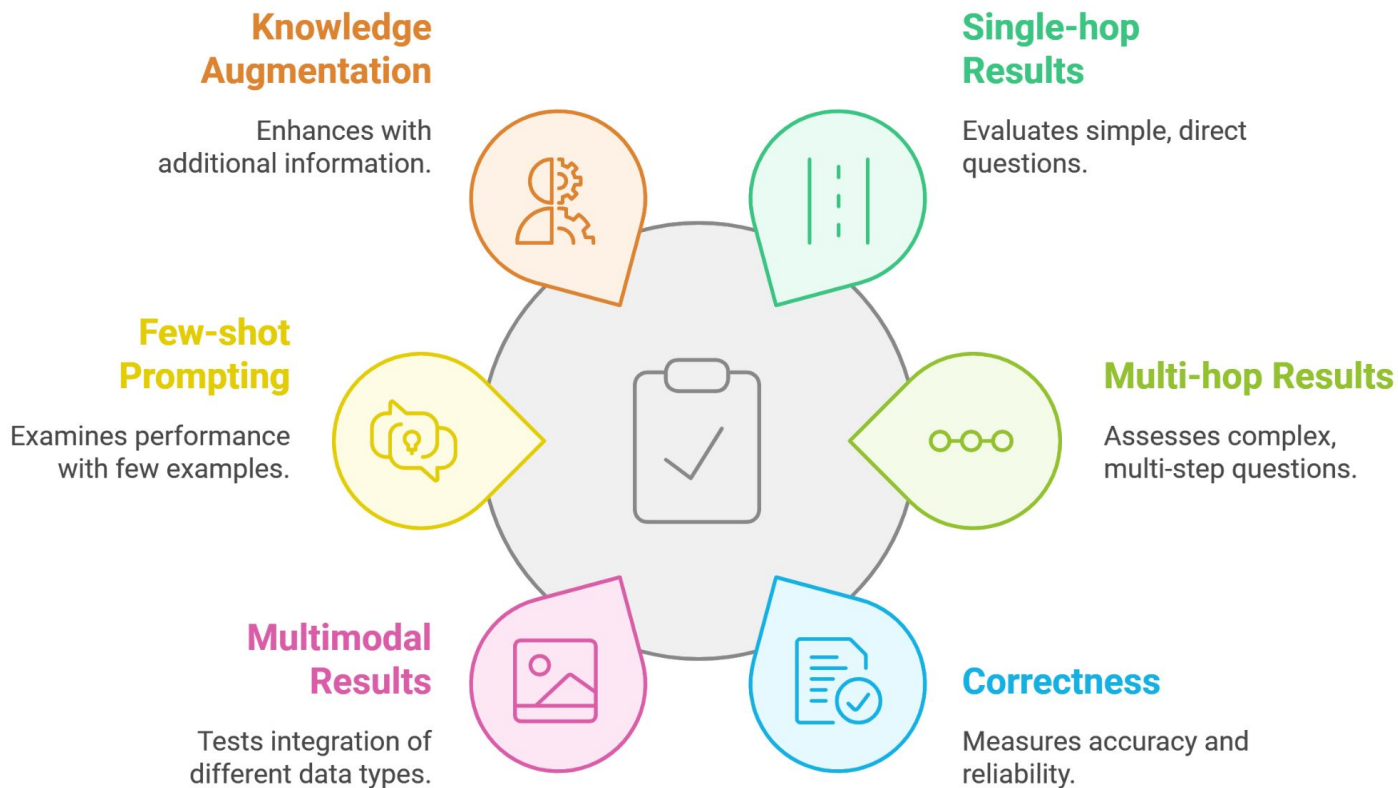 Knowledge
Augmentation
Enhances with
additional information.
Single-hop
Results
Evaluates simple, direct
questions.
Few-shot
Prompting
Examines performance
with few examples.
Multi-hop Results
Assesses complex,
multi-step questions.
Multimodal
Results
Tests integration of
different data types.
Correctness
Measures accuracy and
reliability.